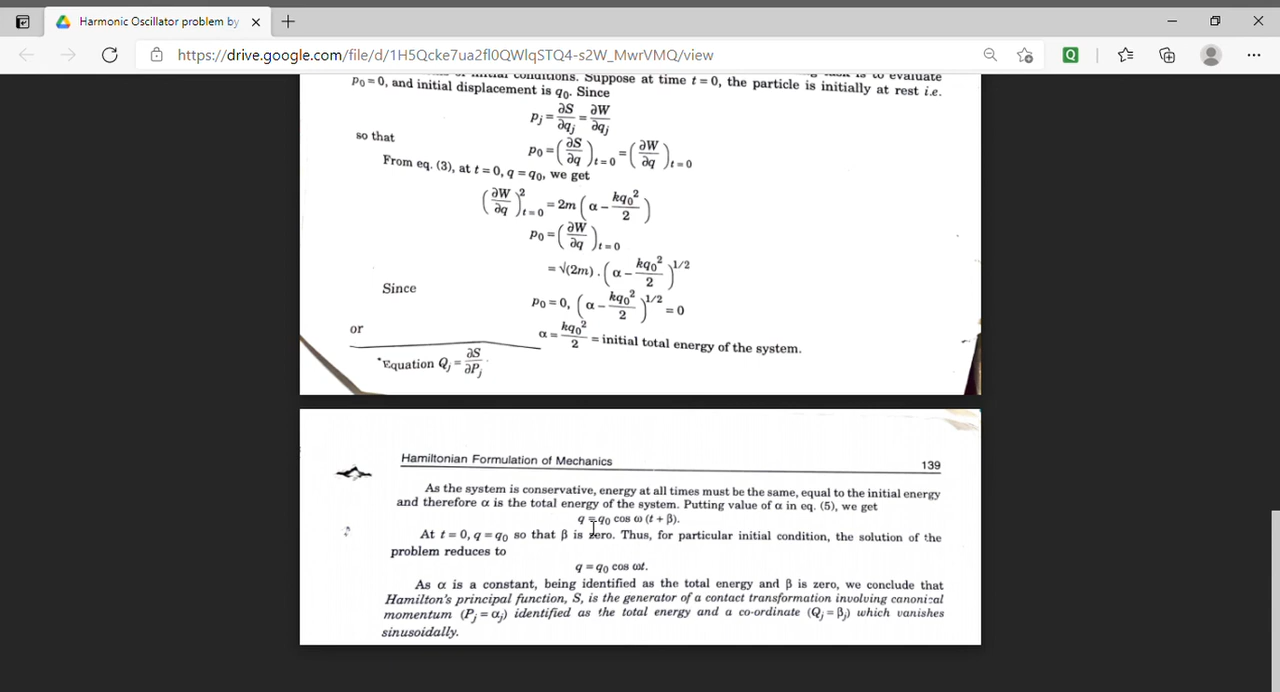 Harmonic Oscillator problem by
https://drive.google.com/file/d/1H5Qcke7ua2fl0QWlqSTQ4-s2W_MwrVMQ/view
initial conditions. Suppose at time t = 0, the particle is initially at rest i.e. to evaluate
p₀ = 0, and initial displacement is q₀. Since
pⱼ = ∂S/∂qⱼ = ∂W/∂qⱼ
so that
p₀ = (∂S/∂q)ₜ₌₀ = (∂W/∂q)ₜ₌₀
From eq. (3), at t = 0, q = q₀, we get
(∂W/∂q)²ₜ₌₀ = 2m (α − kq₀²/2)
p₀ = (∂W/∂q)ₜ₌₀
= √(2m) . (α − kq₀²/2)^1/2
Since
p₀ = 0, (α − kq₀²/2)^1/2 = 0
or
α = kq₀²/2 = initial total energy of the system.
*Equation Qⱼ = ∂S/∂Pⱼ
Hamiltonian Formulation of Mechanics 139
As the system is conservative, energy at all times must be the same, equal to the initial energy
and therefore α is the total energy of the system. Putting value of α in eq. (5), we get
q = q₀ cos ω (t + β).
At t = 0, q = q₀ so that β is zero. Thus, for particular initial condition, the solution of the
problem reduces to
q = q₀ cos ωt.
As α is a constant, being identified as the total energy and β is zero, we conclude that
Hamilton's principal function, S, is the generator of a contact transformation involving canonical
momentum (Pⱼ = αⱼ) identified as the total energy and a co-ordinate (Qⱼ = βⱼ) which vanishes
sinusoidally.